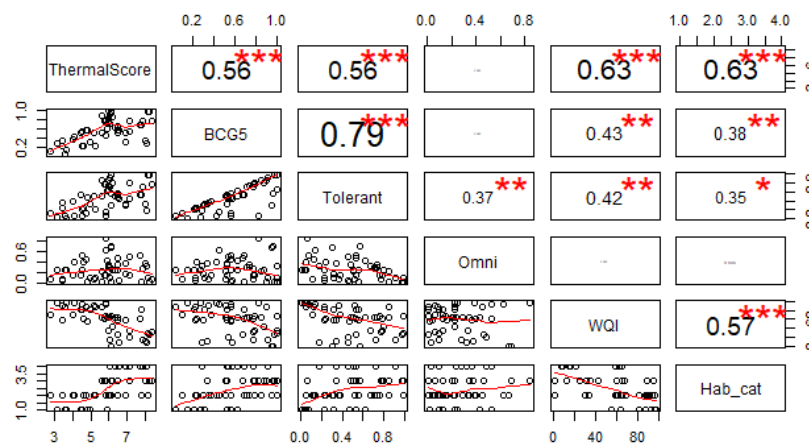 0.2 0.6 1.0 0.0 0.4 0.8 1.0 2.0 3.0 4.0
ThermalScore 0.56 *** 0.56 *** 0.63 *** 0.63 ***
0.2 1.0 BCG5 0.79 *** 0.43 ** 0.38 **
Tolerant 0.37 ** 0.42 ** 0.35 *
0.0 0.6 Omni
WQI 0.57 ***
1.0 3.5 Hab_cat
3 5 7 0.0 0.4 0.8 0 40 80